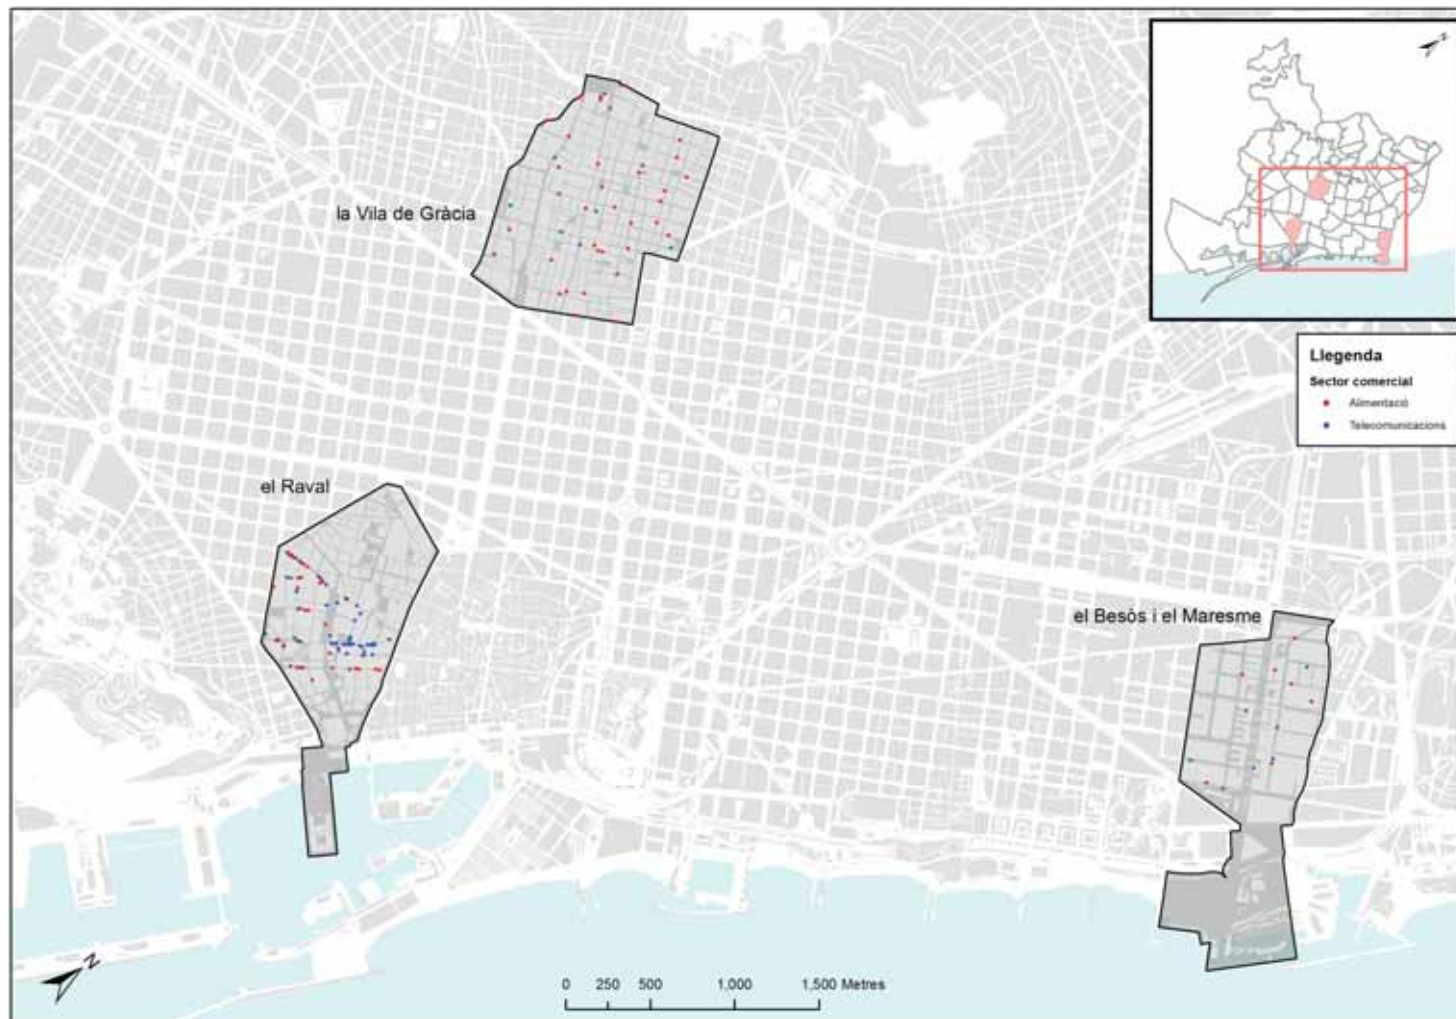 Z
la Vila de Gràcia
Llegenda
Sector comercial
Alimentació
Telecomunicacions
el Raval
el Besòs i el Maresme
Z
0 250 500 1,000 1,500 Metres